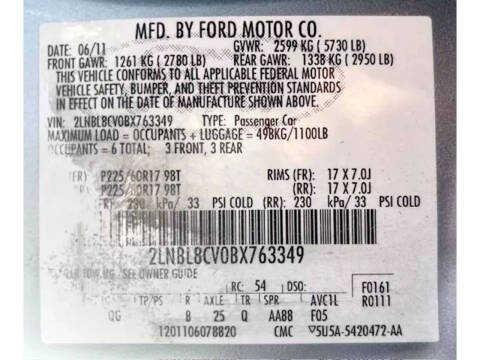 MFD. BY FORD MOTOR CO.
DATE: 06/11 GVWR: 2599 KG ( 5730 LB)
FRONT GAWR: 1261 KG ( 2780 LB) REAR GAWR: 1338 KG ( 2950 LB)
THIS VEHICLE CONFORMS TO ALL APPLICABLE FEDERAL MOTOR
VEHICLE SAFETY, BUMPER, AND THEFT PREVENTION STANDARDS
IN EFFECT ON THE DATE OF MANUFACTURE SHOWN ABOVE.
VIN: 2LNBL8CV0BX763349 TYPE: Passenger Car
MAXIMUM LOAD = OCCUPANTS + LUGGAGE = 498KG/1100LB
OCCUPANTS = 6 TOTAL; 3 FRONT, 3 REAR
F) P225/60R17 98T RIMS (FR): 17 X 7.0J
P225/60R17 98T (RR): 17 X 7.0J
FR) 230 kPa/ 33 PSI COLD (RR): 230 kPa/ 33 PSI COLD
2LNBL8CV0BX763349
SEE OWNER GUIDE
RC: 54 DSO: F0161
TP/PS R AXLE TR SPR AVC1L R0111
QG B 25 Q AA88 F05
1201106078820 CMC 5U5A-5420472-AA